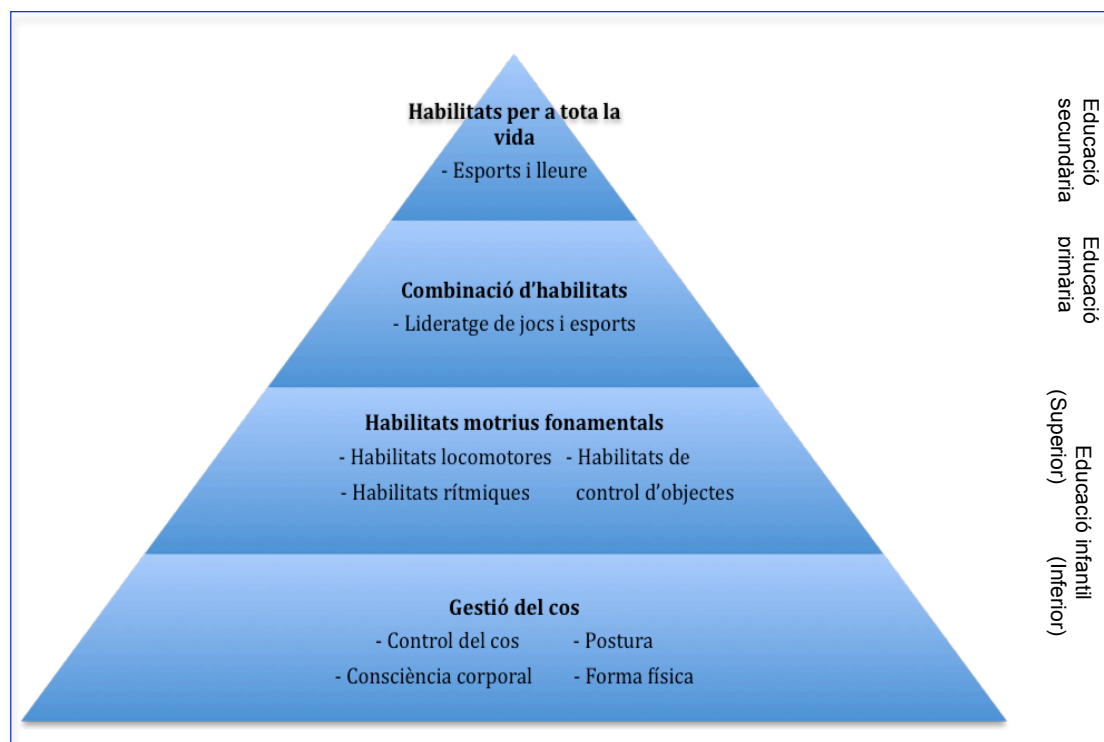 Habilitats per a tota la
vida
- Esports i lleure
Combinació d'habilitats
- Lideratge de jocs i esports
Habilitats motrius fonamentals
- Habilitats locomotores - Habilitats de
- Habilitats rítmiques control d'objectes
Gestió del cos
- Control del cos - Postura
- Consciència corporal - Forma física
Educació
secundària
Educació
primària
Educació infantil
(Superior)
(Inferior)